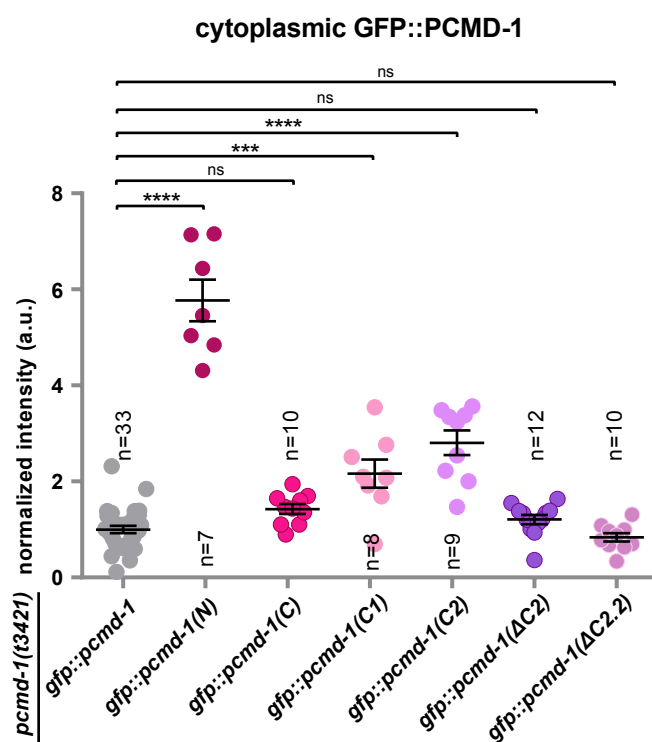 cytoplasmic GFP::PCMD-1
ns
ns
****
***
ns
****
normalized intensity (a.u.)
8
6
4
2
0
n=33
n=7
n=10
n=8
n=9
n=12
n=10
pcmd-1(t3421)
gfp::pcmd-1
gfp::pcmd-1(N)
gfp::pcmd-1(C)
gfp::pcmd-1(C1)
gfp::pcmd-1(C2)
gfp::pcmd-1(ΔC2)
gfp::pcmd-1(ΔC2.2)